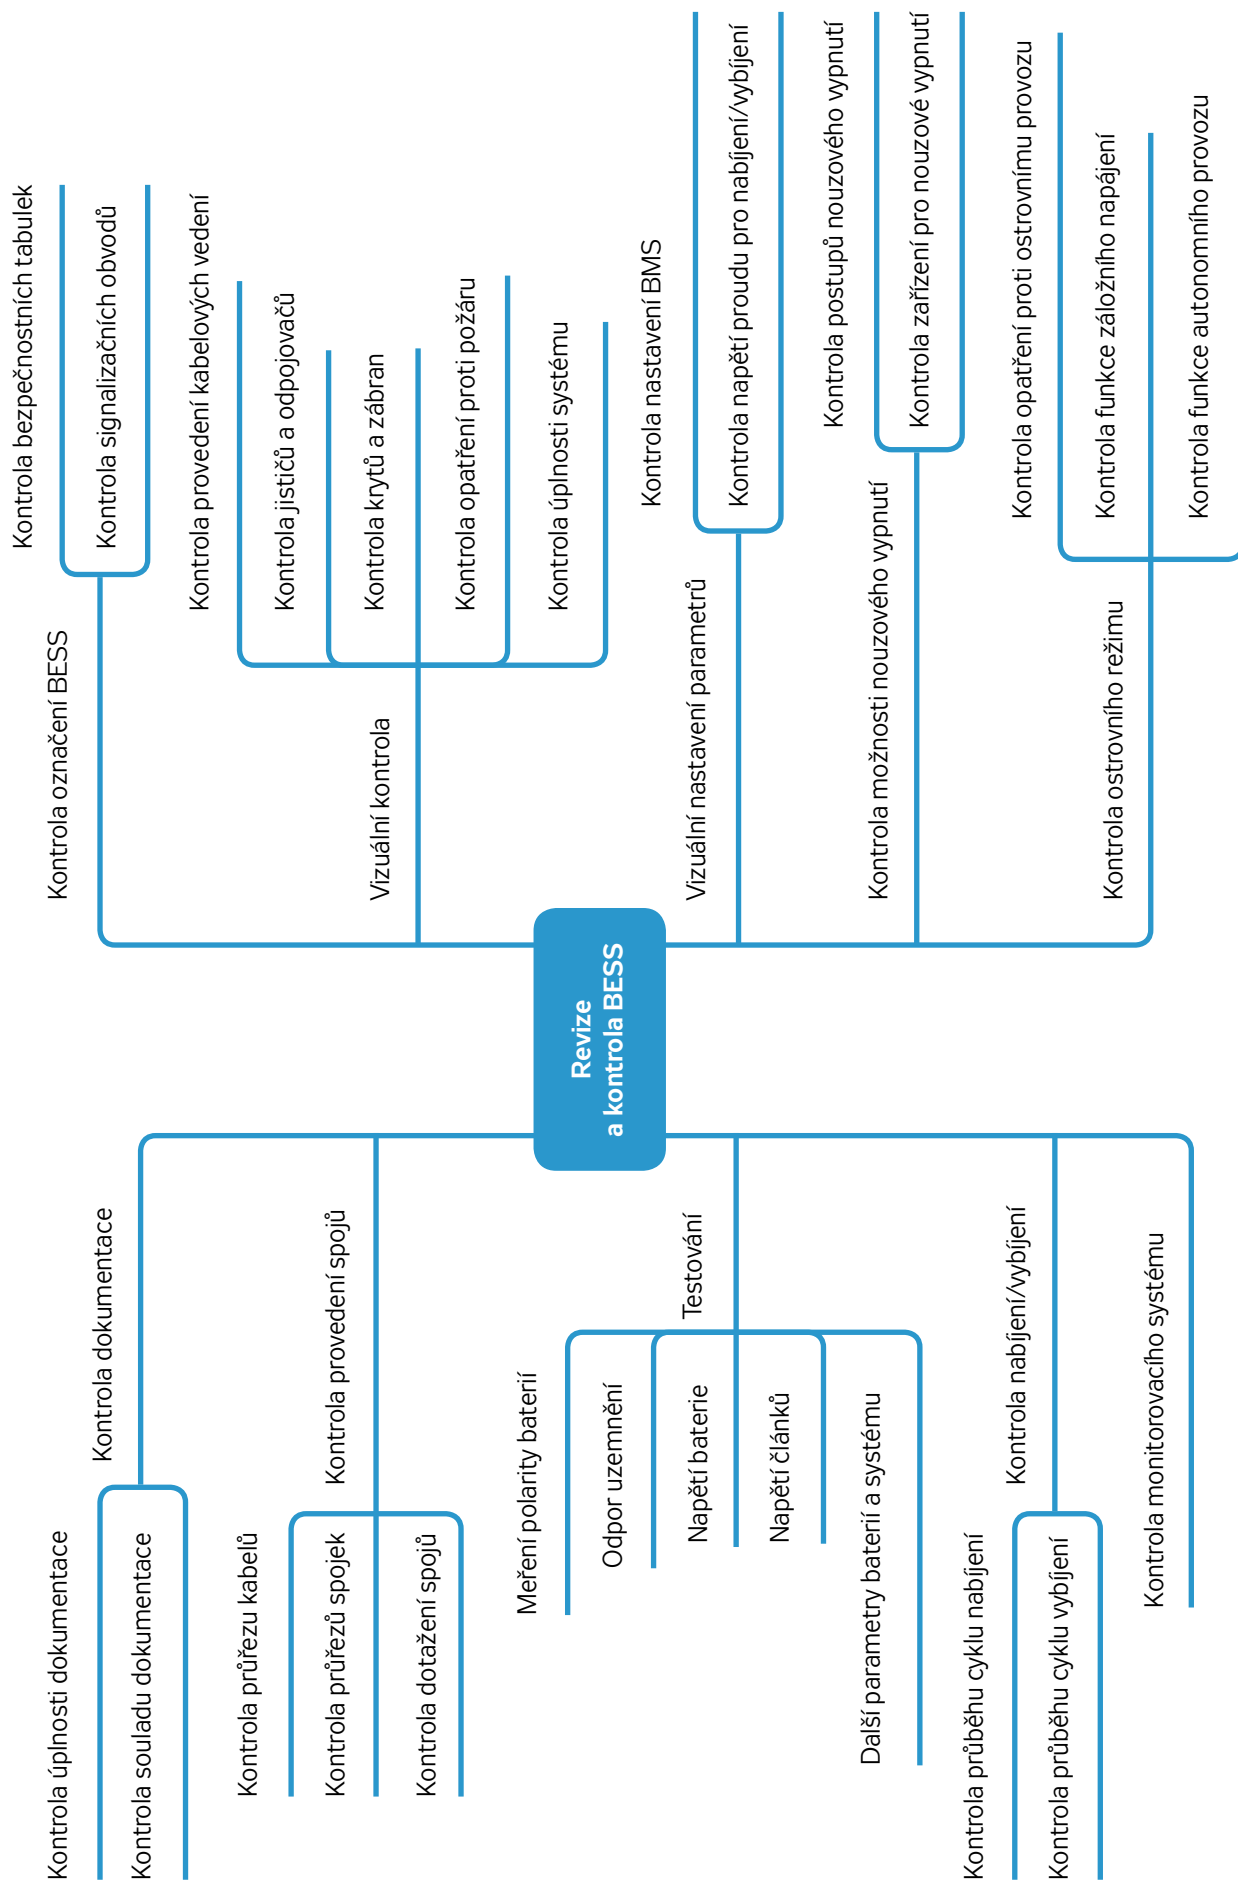 Revize
a kontrola BESS
Kontrola dokumentace
Kontrola úplnosti dokumentace
Kontrola souladu dokumentace
Kontrola provedení spojů
Kontrola průřezu kabelů
Kontrola průřezů spojek
Kontrola dotažení spojů
Testování
Meření polarity baterií
Odpor uzemnění
Napětí baterie
Napětí článků
Další parametry baterií a systému
Kontrola nabíjení/vybíjení
Kontrola průběhu cyklu nabíjení
Kontrola průběhu cyklu vybíjení
Kontrola monitorovacího systému
Kontrola označení BESS
Kontrola bezpečnostních tabulek
Kontrola signalizačních obvodů
Vizuální kontrola
Kontrola provedení kabelových vedení
Kontrola jističů a odpojovačů
Kontrola krytů a zábran
Kontrola opatření proti požáru
Kontrola úplnosti systému
Vizuální nastavení parametrů
Kontrola nastavení BMS
Kontrola napětí proudu pro nabíjení/vybíjení
Kontrola možnosti nouzového vypnutí
Kontrola postupů nouzového vypnutí
Kontrola zařízení pro nouzové vypnutí
Kontrola ostrovního režimu
Kontrola opatření proti ostrovnímu provozu
Kontrola funkce záložního napájení
Kontrola funkce autonomního provozu